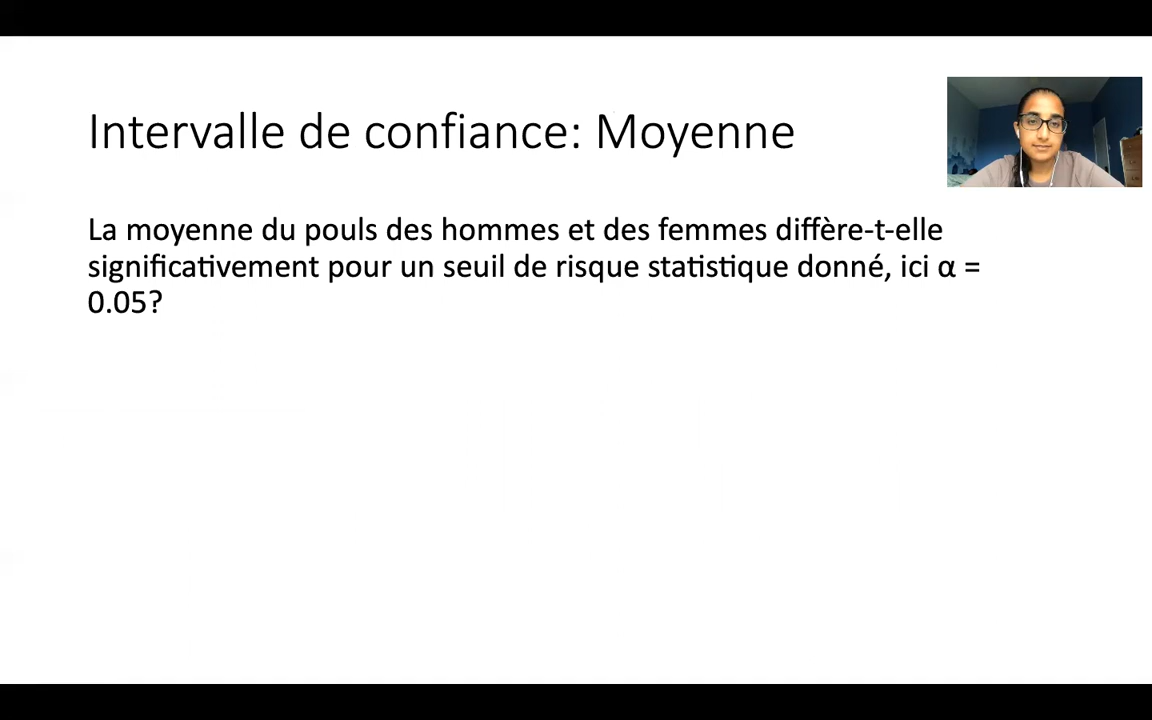 Intervalle de confiance: Moyenne
La moyenne du pouls des hommes et des femmes diffère-t-elle
significativement pour un seuil de risque statistique donné, ici α =
0.05?